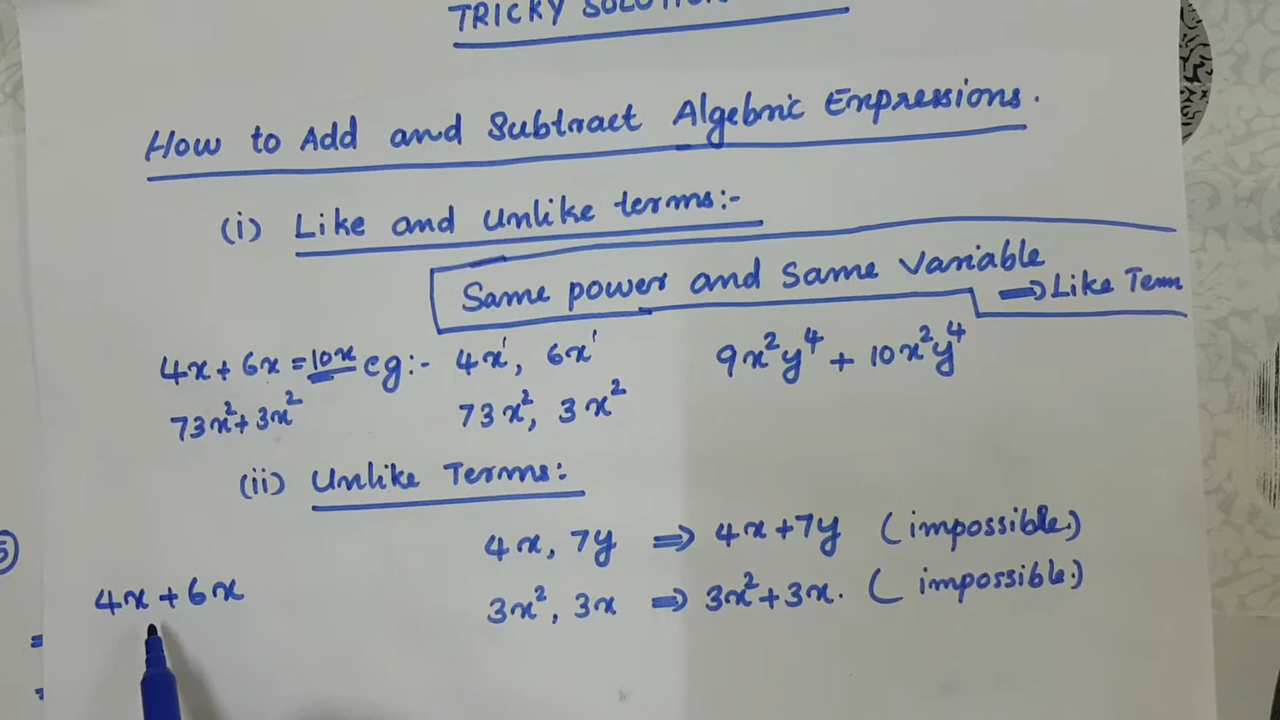 TRICKY
How to Add and Subtract Algebric Expressions.
(i) Like and Unlike terms:-
Same power and same variable
⇒ Like Term
4x + 6x = 10x eg:- 4x¹, 6x¹ 9x²y⁴ + 10x²y⁴
73x² + 3x² 73x², 3x²
(ii) Unlike Terms:
4x, 7y ⇒ 4x + 7y (impossible)
4x + 6x 3x², 3x ⇒ 3x² + 3x. (impossible)